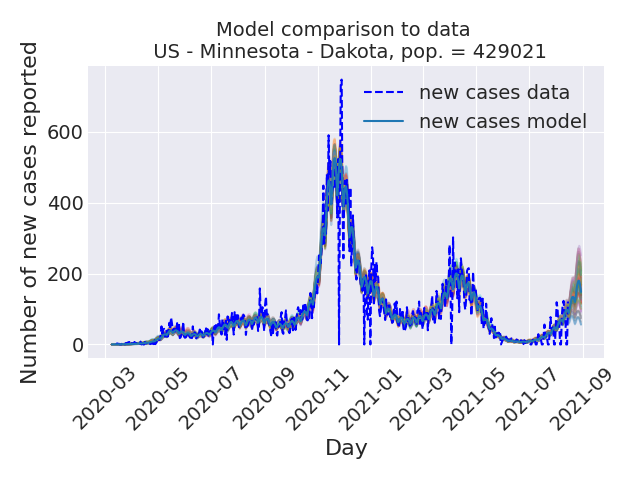 Model comparison to data
US - Minnesota - Dakota, pop. = 429021
Number of new cases reported
600
400
200
0
new cases data
new cases model
2020-03
2020-05
2020-07
2020-09
2020-11
2021-01
2021-03
2021-05
2021-07
2021-09
Day